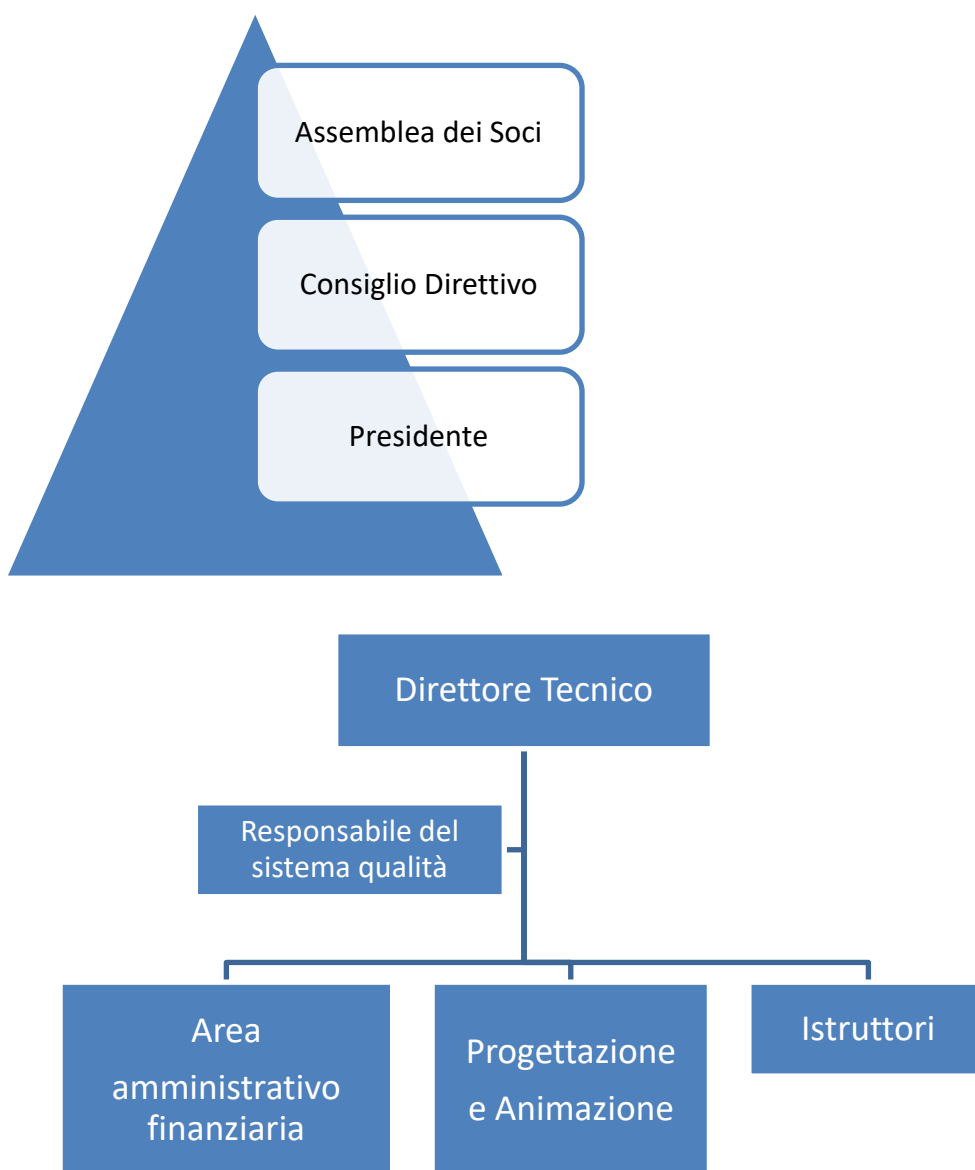 Assemblea dei Soci
Consiglio Direttivo
Presidente
Direttore Tecnico
Responsabile del
sistema qualità
Area
amministrativo
finanziaria
Progettazione
e Animazione
Istruttori